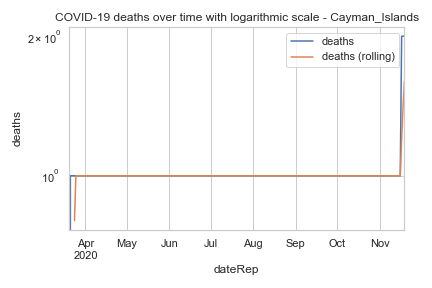 COVID-19 deaths over time with logarithmic scale - Cayman_Islands
2 × 10⁰
deaths
deaths (rolling)
deaths
10⁰
Apr
2020
May
Jun
Jul
Aug
Sep
Oct
Nov
dateRep